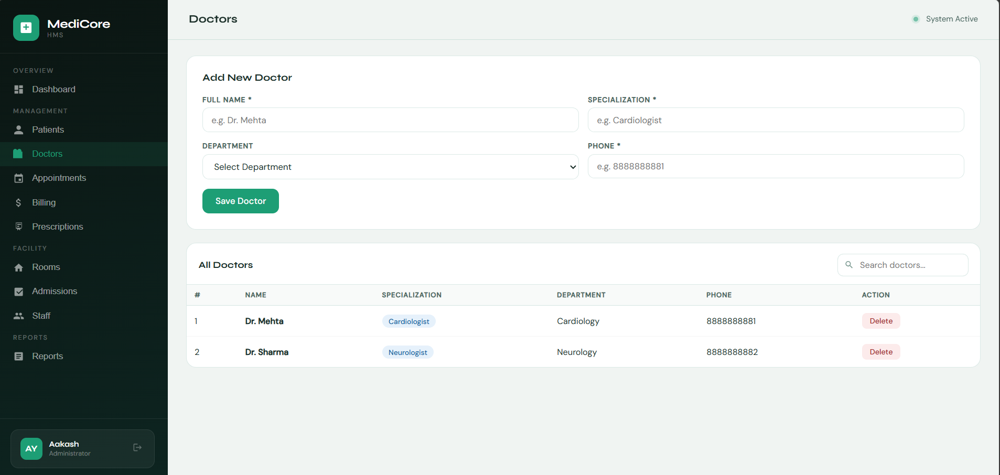 MediCore
HMS
OVERVIEW
Dashboard
MANAGEMENT
Patients
Doctors
Appointments
Billing
Prescriptions
FACILITY
Rooms
Admissions
Staff
REPORTS
Reports
AY
Aakash
Administrator
Doctors
System Active
Add New Doctor
FULL NAME * SPECIALIZATION *
e.g. Dr. Mehta e.g. Cardiologist
DEPARTMENT PHONE *
Select Department e.g. 8888888881
Save Doctor
All Doctors Search doctors...
# NAME SPECIALIZATION DEPARTMENT PHONE ACTION
1 Dr. Mehta Cardiologist Cardiology 8888888881 Delete
2 Dr. Sharma Neurologist Neurology 8888888882 Delete